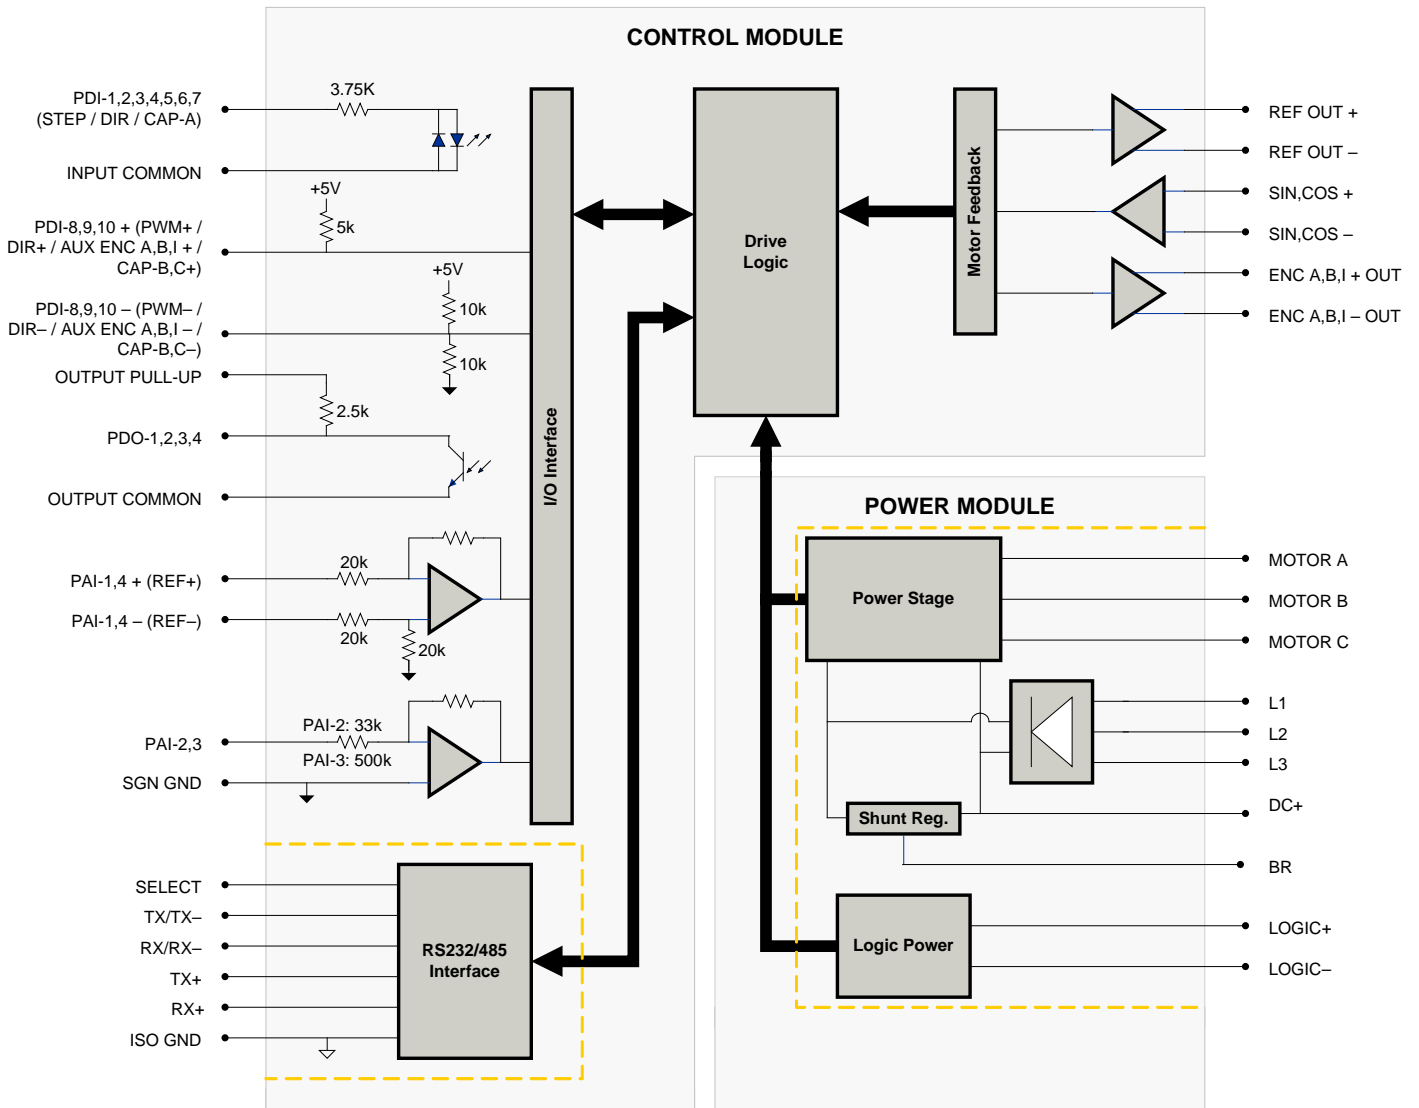 CONTROL MODULE
PDI-1,2,3,4,5,6,7
(STEP / DIR / CAP-A)
3.75K
INPUT COMMON
+5V
5k
PDI-8,9,10 + (PWM+ /
DIR+ / AUX ENC A,B,I + /
CAP-B,C+)
+5V
10k
PDI-8,9,10 – (PWM– /
DIR– / AUX ENC A,B,I – /
CAP-B,C–)
10k
OUTPUT PULL-UP
2.5k
PDO-1,2,3,4
OUTPUT COMMON
20k
PAI-1,4 + (REF+)
PAI-1,4 – (REF–)
20k
20k
PAI-2: 33k
PAI-2,3
PAI-3: 500k
SGN GND
I/O Interface
Drive
Logic
Motor Feedback
REF OUT +
REF OUT –
SIN,COS +
SIN,COS –
ENC A,B,I + OUT
ENC A,B,I – OUT
SELECT
TX/TX–
RX/RX–
TX+
RX+
ISO GND
RS232/485
Interface
POWER MODULE
Power Stage
MOTOR A
MOTOR B
MOTOR C
L1
L2
L3
Shunt Reg.
DC+
BR
Logic Power
LOGIC+
LOGIC–